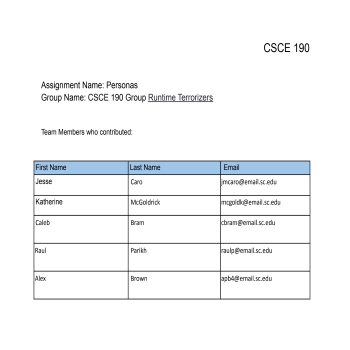 CSCE 190
Assignment Name: Personas
Group Name: CSCE 190 Group Runtime Terrorizers
Team Members who contributed:
First Name Last Name Email
Jesse Caro jmcaro@email.sc.edu
Katherine McGoldrick mcgoldk@email.sc.edu
Caleb Bram cbram@email.sc.edu
Raul Parikh raulp@email.sc.edu
Alex Brown apb4@email.sc.edu